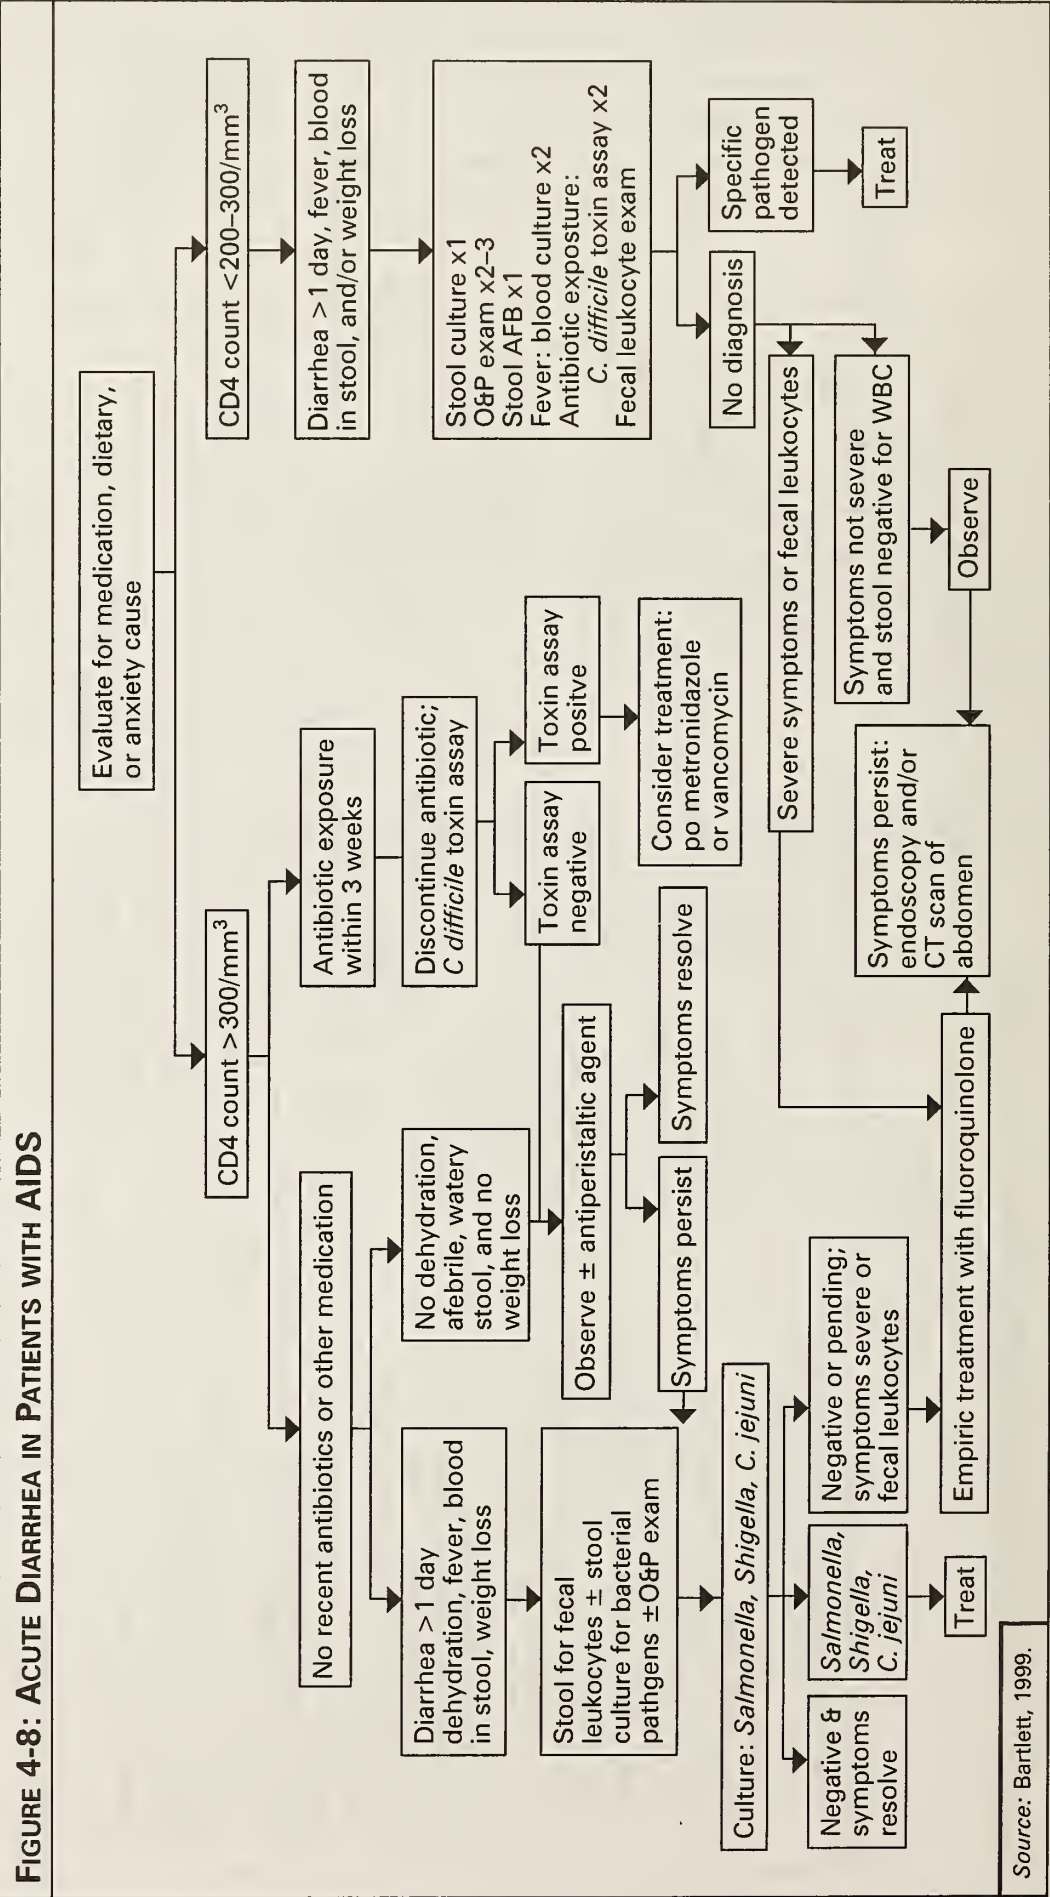 FIGURE 4-8: ACUTE DIARRHEA IN PATIENTS WITH AIDS
Evaluate for medication, dietary,
or anxiety cause
CD4 count >300/mm³
CD4 count <200–300/mm³
No recent antibiotics or other medication
Antibiotic exposure
within 3 weeks
Diarrhea >1 day, fever, blood
in stool, and/or weight loss
Diarrhea >1 day
dehydration, fever, blood
in stool, weight loss
No dehydration,
afebrile, watery
stool, and no
weight loss
Discontinue antibiotic;
C difficile toxin assay
Stool culture x1
O&P exam x2–3
Stool AFB x1
Fever: blood culture x2
Antibiotic exposture:
C. difficile toxin assay x2
Fecal leukocyte exam
Stool for fecal
leukocytes ± stool
culture for bacterial
pathgens ±O&P exam
Observe ± antiperistaltic agent
Toxin assay
negative
Toxin assay
positve
Symptoms persist
Symptoms resolve
Consider treatment:
po metronidazole
or vancomycin
No diagnosis
Specific
pathogen
detected
Treat
Culture: Salmonella, Shigella, C. jejuni
Severe symptoms or fecal leukocytes
Negative &
symptoms
resolve
Salmonella,
Shigella,
C. jejuni
Negative or pending;
symptoms severe or
fecal leukocytes
Symptoms not severe
and stool negative for WBC
Treat
Empiric treatment with fluoroquinolone
Symptoms persist:
endoscopy and/or
CT scan of
abdomen
Observe
Source: Bartlett, 1999.